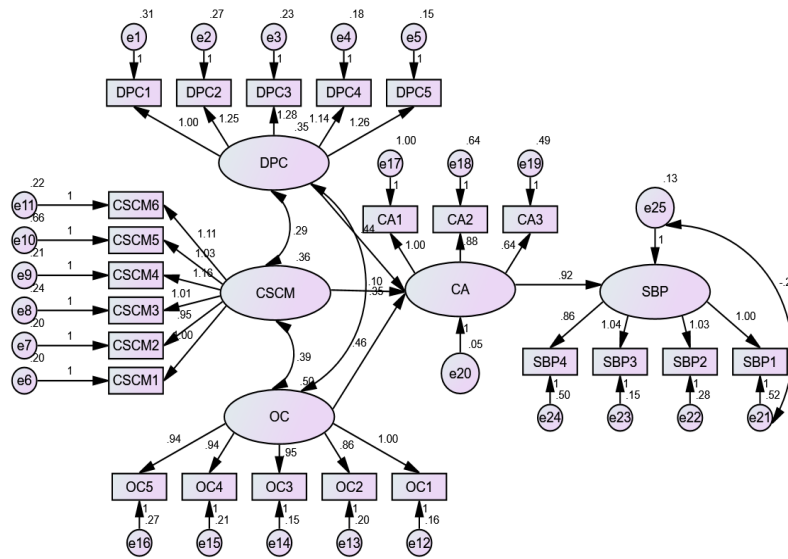 .31 .27 .23 .18 .15
e1 e2 e3 e4 e5
1 1 1 1 1
DPC1 DPC2 DPC3 DPC4 DPC5
1.00 1.25 1.28 1.14 1.26
.35
DPC
1.00 .64 .49
e17 e18 e19
1 1 1
CA1 CA2 CA3
1.00 .88 .64
.13
e25
1
.22
e11 1 CSCM6
.66
e10 1 CSCM5
.21
e9 1 CSCM4
.24
e8 1 CSCM3
.20
e7 1 CSCM2
.20
e6 1 CSCM1
1.11
1.03
1.16
1.01
.95
1.00
.29
.36
CSCM
.44
.10
.35
CA
.92
SBP
-.2
1
.05
e20
.86 1.04 1.03 1.00
SBP4 SBP3 SBP2 SBP1
1 1 1 1
.50 .15 .28 .52
e24 e23 e22 e21
.39
.46
.50
OC
.94 .94 .95 .86 1.00
OC5 OC4 OC3 OC2 OC1
1 1 1 1 1
.27 .21 .15 .20 .16
e16 e15 e14 e13 e12